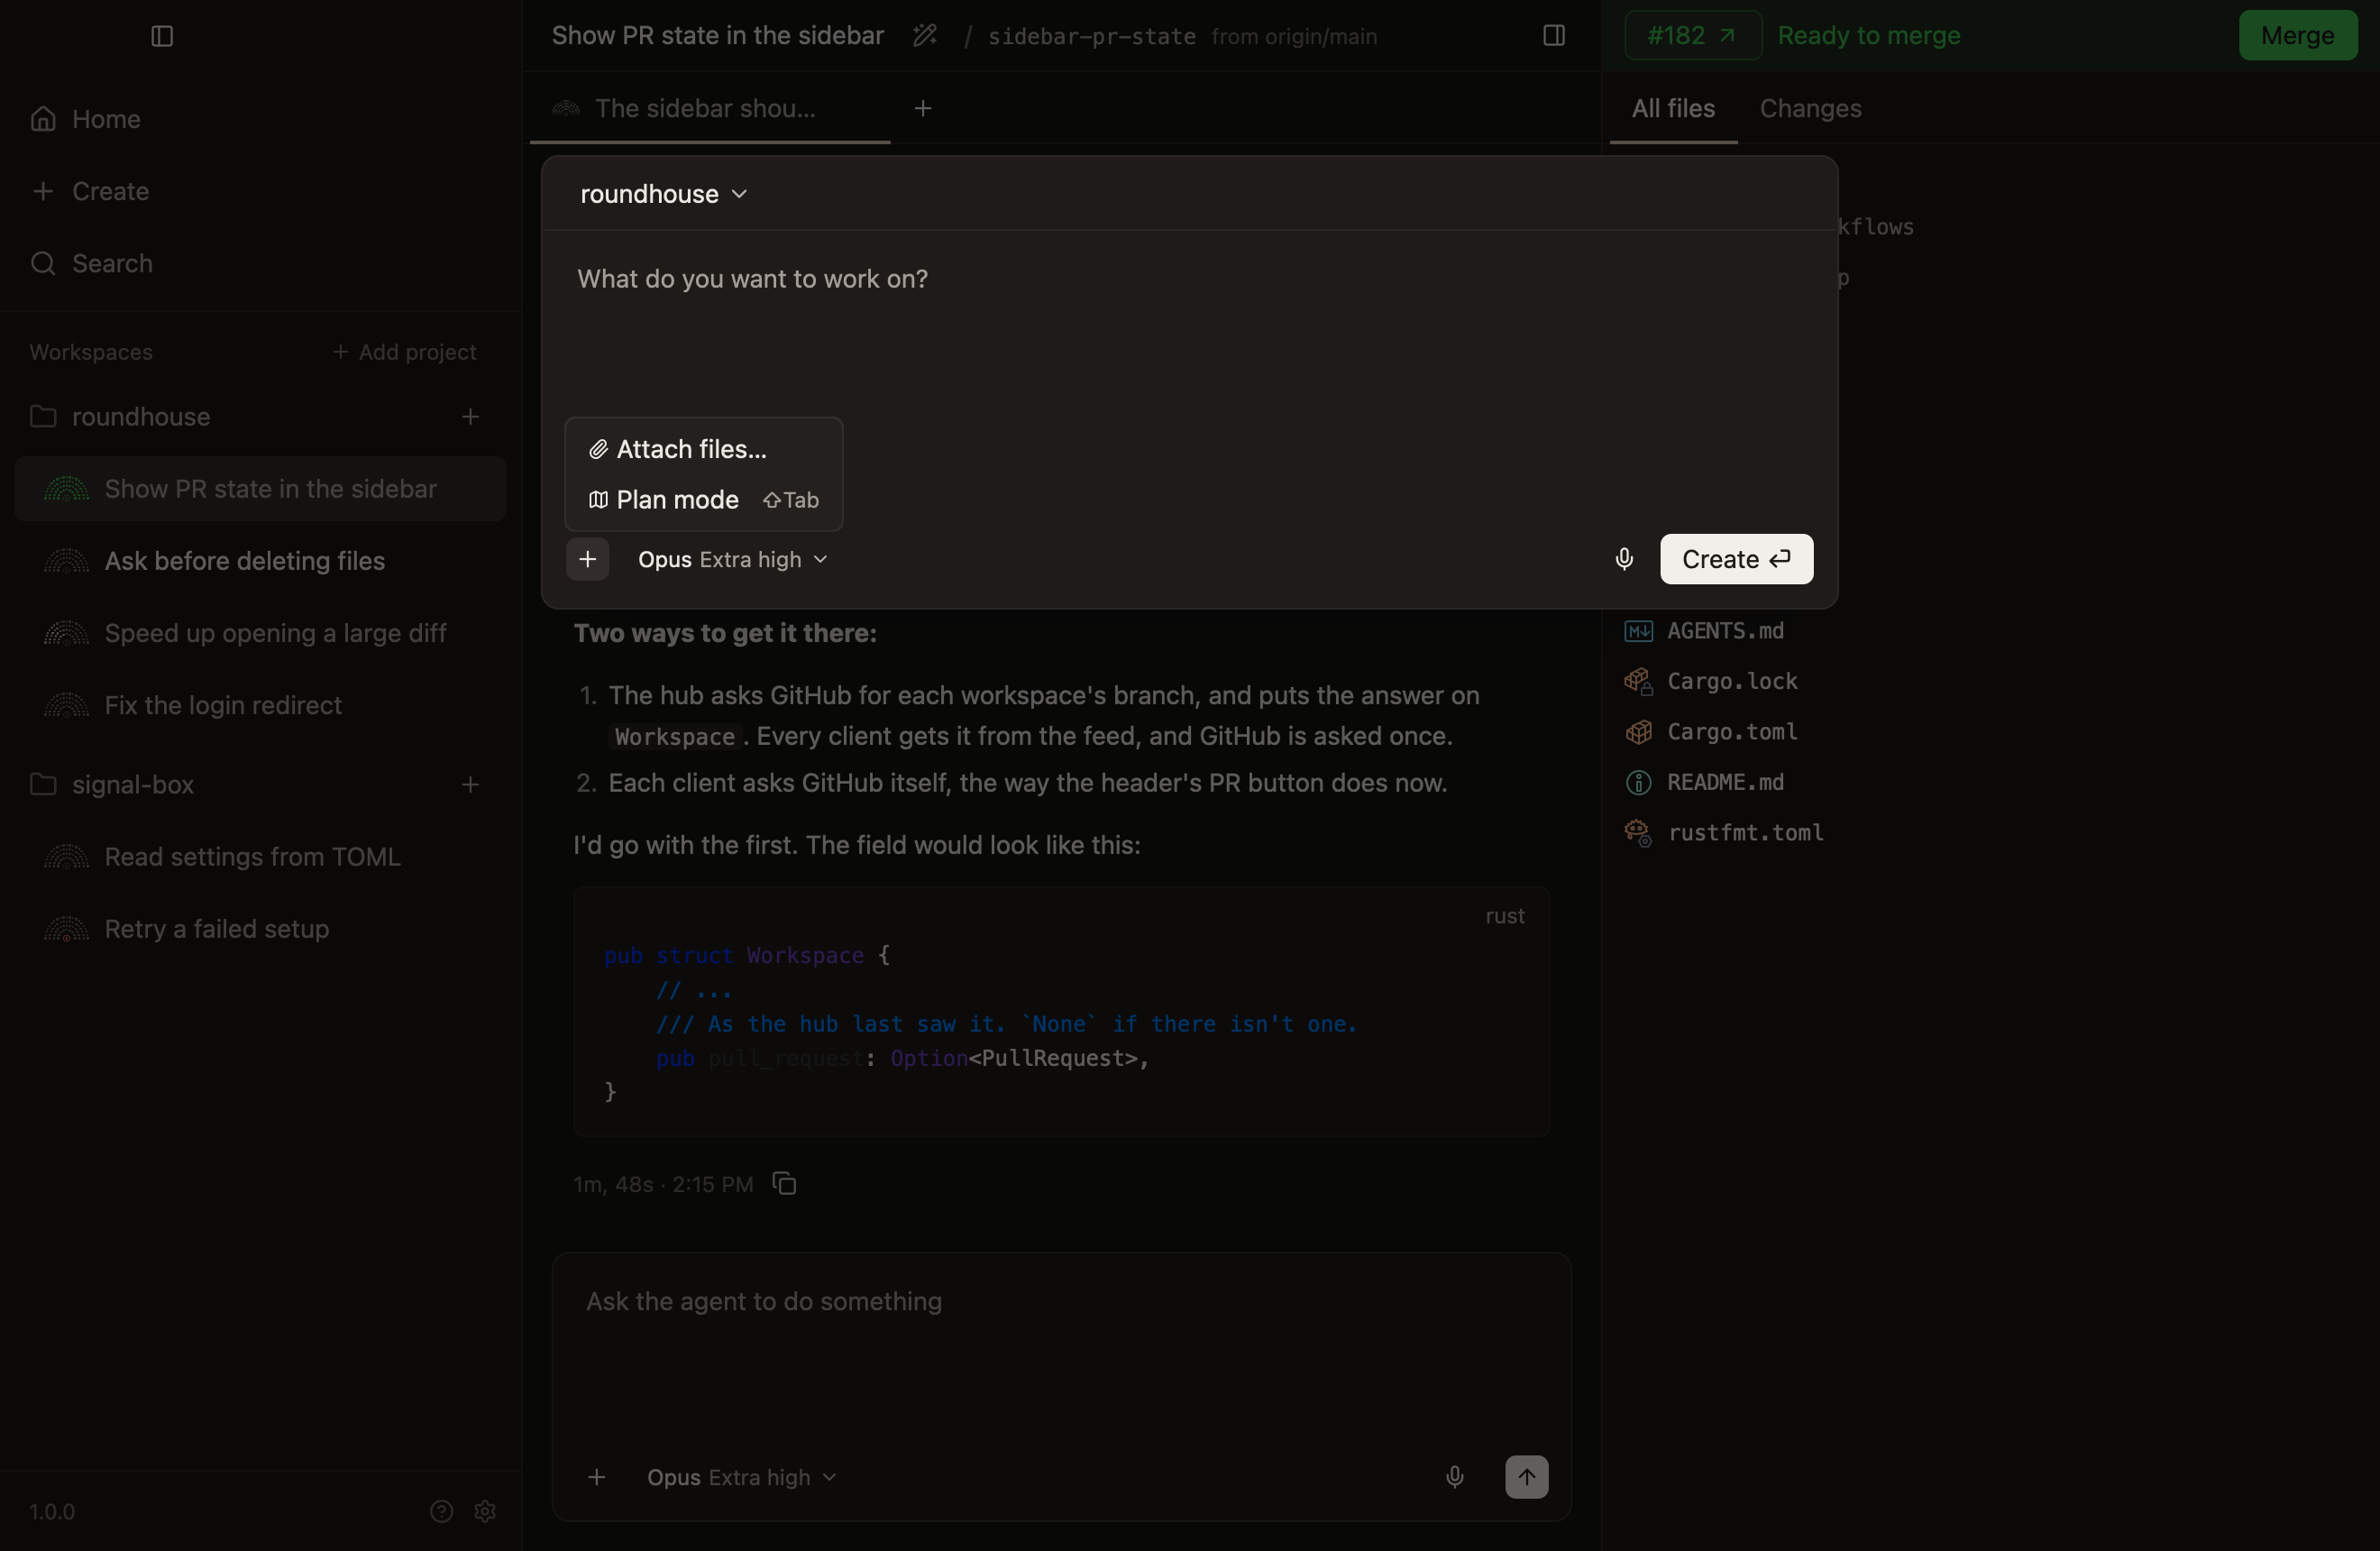 Home
Create
Search
Workspaces
+ Add project
roundhouse
Show PR state in the sidebar
Ask before deleting files
Speed up opening a large diff
Fix the login redirect
signal-box
Read settings from TOML
Retry a failed setup
1.0.0
Show PR state in the sidebar / sidebar-pr-state from origin/main
The sidebar shou...
roundhouse
What do you want to work on?
Attach files...
Plan mode ⇧Tab
Opus Extra high
Create
Two ways to get it there:
1. The hub asks GitHub for each workspace's branch, and puts the answer on
Workspace. Every client gets it from the feed, and GitHub is asked once.
2. Each client asks GitHub itself, the way the header's PR button does now.
I'd go with the first. The field would look like this:
rust
pub struct Workspace {
// ...
/// As the hub last saw it. `None` if there isn't one.
pub pull_request: Option<PullRequest>,
}
1m, 48s · 2:15 PM
Ask the agent to do something
Opus Extra high
#182 Ready to merge
Merge
All files Changes
kflows
p
AGENTS.md
Cargo.lock
Cargo.toml
README.md
rustfmt.toml